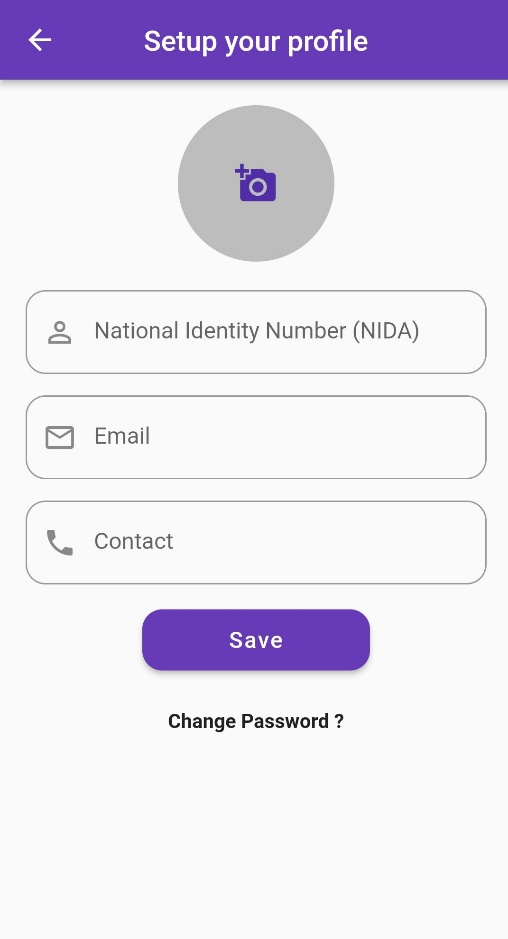 Setup your profile
National Identity Number (NIDA)
Email
Contact
Save
Change Password ?